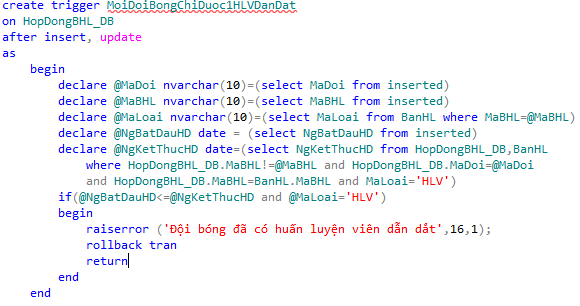 create trigger MoiDoiBongChiDuoc1HLVDanDat
on HopDongBHL_DB
after insert, update
as
begin
declare @MaDoi nvarchar(10)=(select MaDoi from inserted)
declare @MaBHL nvarchar(10)=(select MaBHL from inserted)
declare @MaLoai nvarchar(10)=(select MaLoai from BanHL where MaBHL=@MaBHL)
declare @NgBatDauHD date = (select NgBatDauHD from inserted)
declare @NgKetThucHD date=(select NgKetThucHD from HopDongBHL_DB,BanHL
where HopDongBHL_DB.MaBHL!=@MaBHL and HopDongBHL_DB.MaDoi=@MaDoi
and HopDongBHL_DB.MaBHL=BanHL.MaBHL and MaLoai='HLV')
if(@NgBatDauHD<=@NgKetThucHD and @MaLoai='HLV')
begin
raiserror ('Đội bóng đã có huấn luyện viên dẫn dắt',16,1);
rollback tran
return
end
end